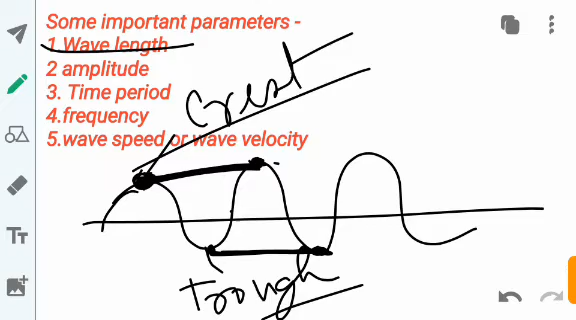 Some important parameters -
1.Wave length
2 amplitude
3. Time period
4.frequency
5.wave speed or wave velocity
Crest
Trough